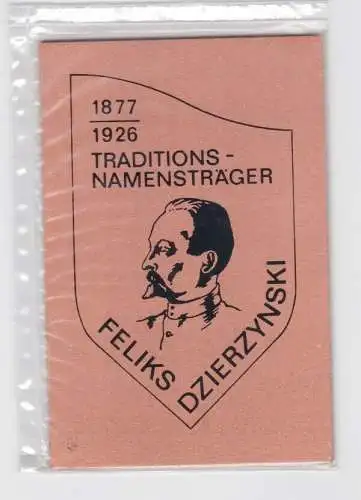 1877
1926
TRADITIONS-
NAMENSTRÄGER
FELIKS DZIERZYNSKI